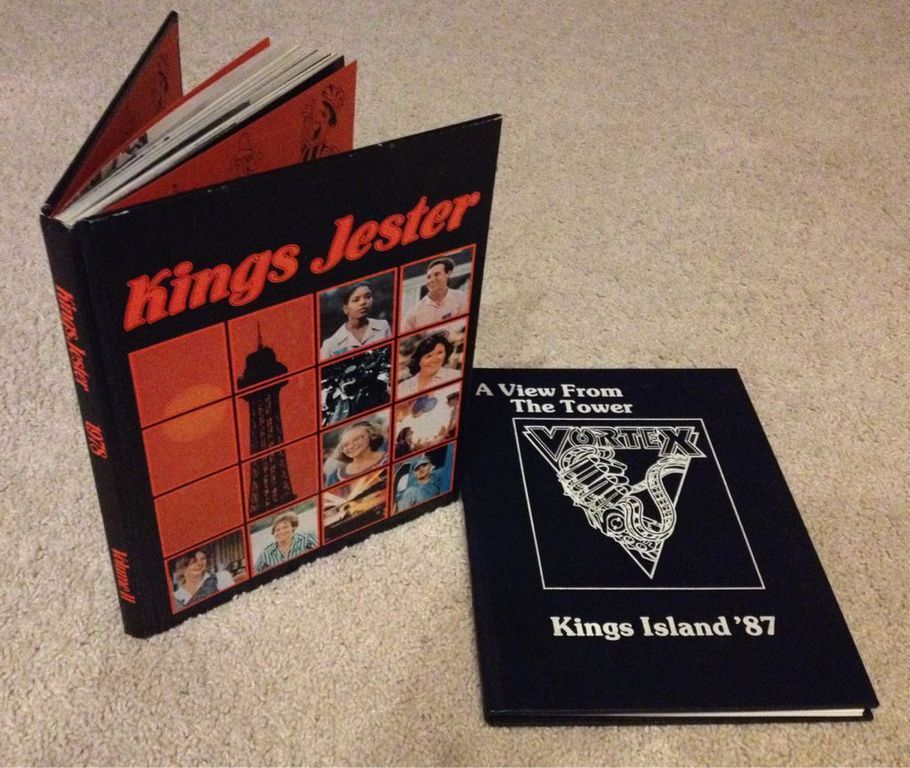 Kings Jester
Kings Jester 1978 Volume II
A View From
The Tower
VORTEX
Kings Island '87